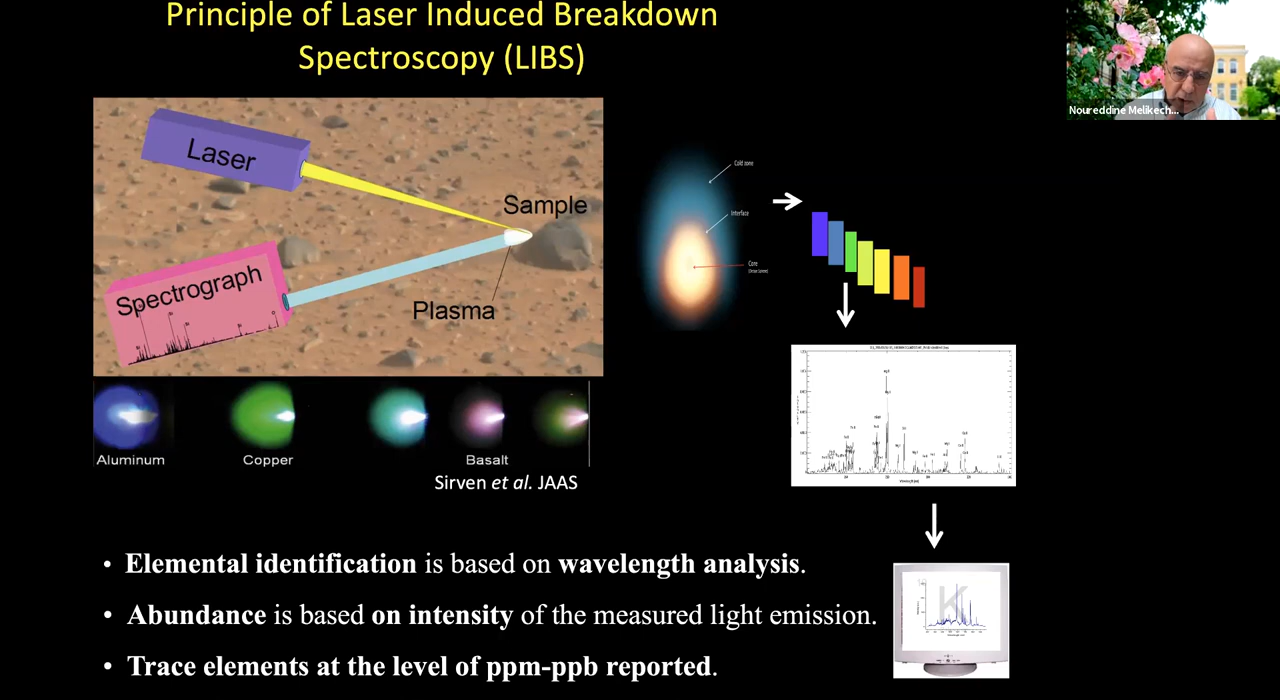 Principle of Laser Induced Breakdown
Spectroscopy (LIBS)
Noureddine Melikech...
Laser
Sample
Spectrograph
Plasma
Cold zone
Interface
Core
Aluminum
Copper
Basalt
Sirven et al. JAAS
• Elemental identification is based on wavelength analysis.
• Abundance is based on intensity of the measured light emission.
• Trace elements at the level of ppm-ppb reported.